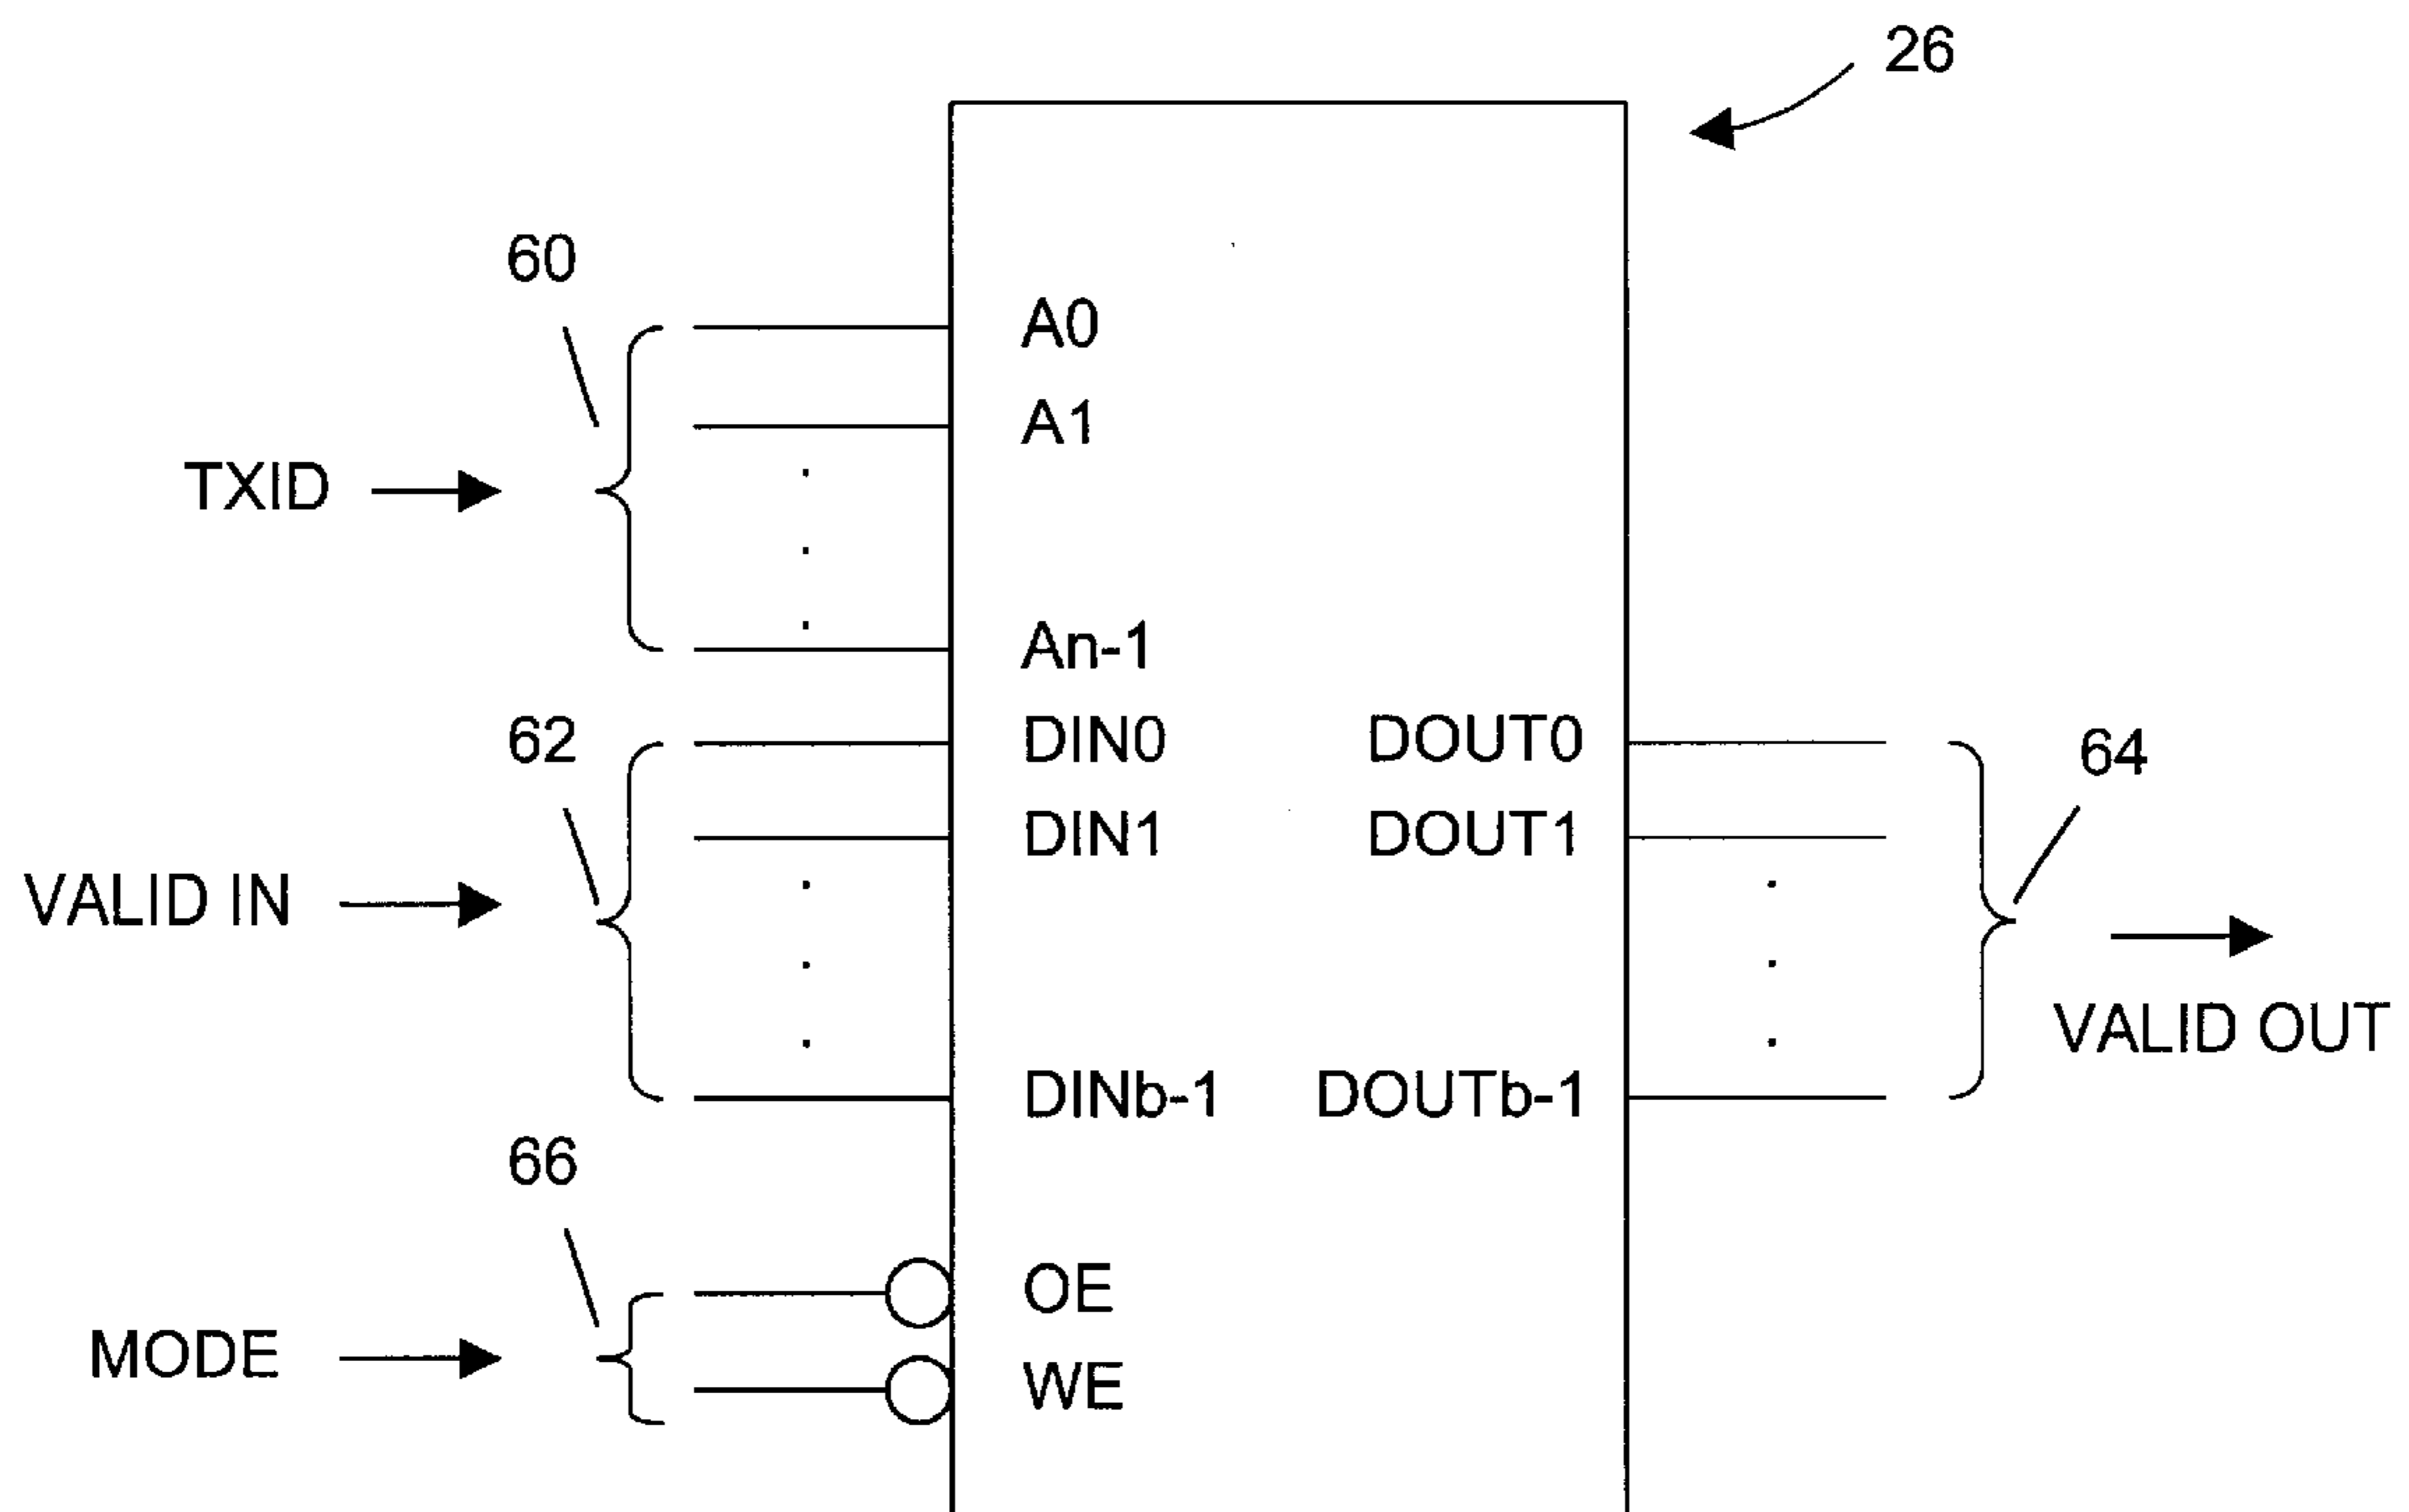 26
60
A0
A1
TXID
An-1
62
DIN0
DOUT0
64
DIN1
DOUT1
VALID IN
VALID OUT
DINb-1
DOUTb-1
66
OE
MODE
WE